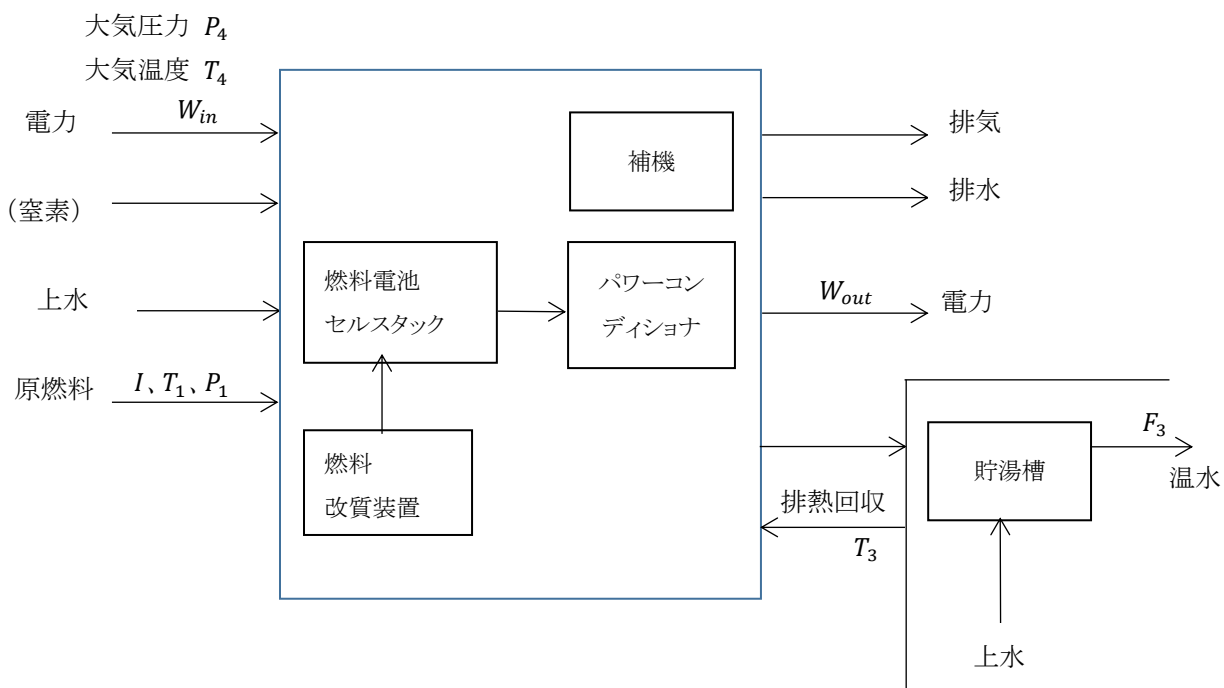 大気圧力 P₄
大気温度 T₄
電力
W_in
(窒素)
上水
原燃料
I、T₁、P₁
補機
燃料電池
セルスタック
パワーコン
ディショナ
燃料
改質装置
排気
排水
W_out
電力
F₃
貯湯槽
温水
排熱回収
T₃
上水